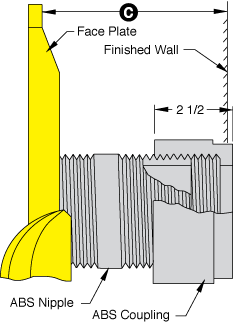 C
Face Plate
Finished Wall
2 1/2
ABS Nipple
ABS Coupling